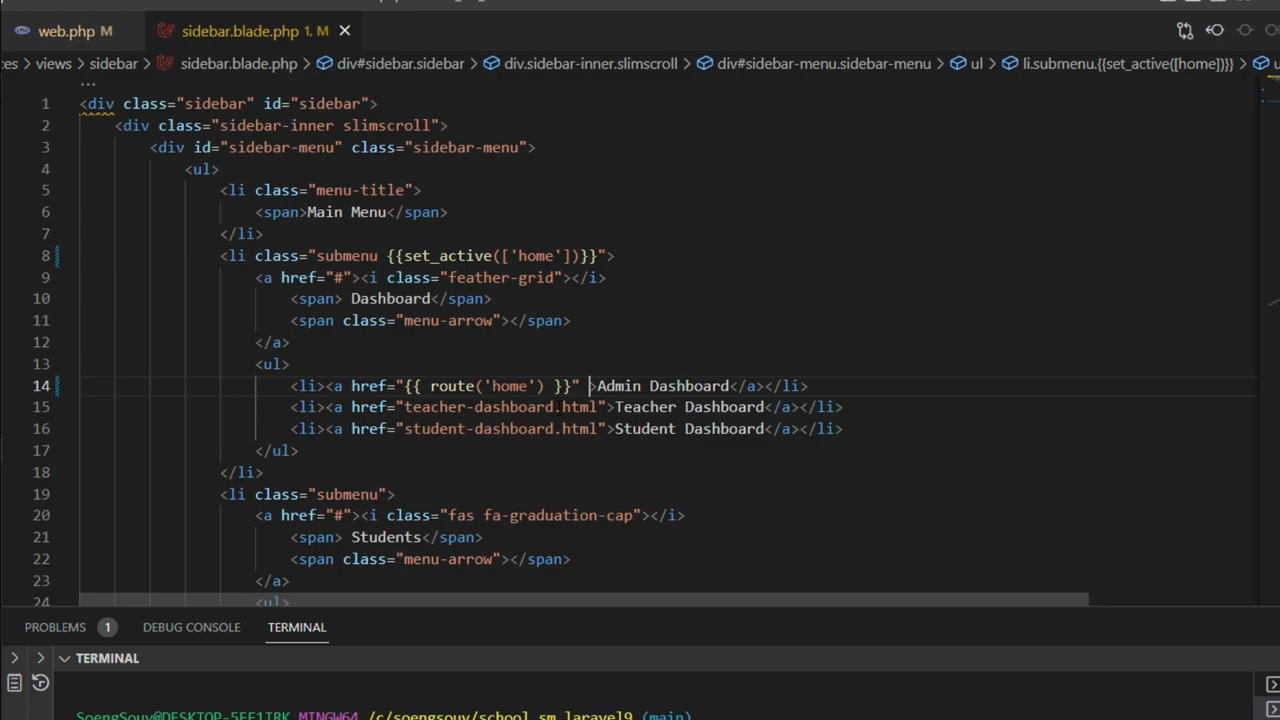 web.php M sidebar.blade.php 1, M
views > sidebar > sidebar.blade.php > div#sidebar.sidebar > div.sidebar-inner.slimscroll > div#sidebar-menu.sidebar-menu > ul > li.submenu.{{set_active([home])}} >
...
1 <div class="sidebar" id="sidebar">
2 <div class="sidebar-inner slimscroll">
3 <div id="sidebar-menu" class="sidebar-menu">
4 <ul>
5 <li class="menu-title">
6 <span>Main Menu</span>
7 </li>
8 <li class="submenu {{set_active(['home'])}}">
9 <a href="#"><i class="feather-grid"></i>
10 <span> Dashboard</span>
11 <span class="menu-arrow"></span>
12 </a>
13 <ul>
14 <li><a href="{{ route('home') }}" >Admin Dashboard</a></li>
15 <li><a href="teacher-dashboard.html">Teacher Dashboard</a></li>
16 <li><a href="student-dashboard.html">Student Dashboard</a></li>
17 </ul>
18 </li>
19 <li class="submenu">
20 <a href="#"><i class="fas fa-graduation-cap"></i>
21 <span> Students</span>
22 <span class="menu-arrow"></span>
23 </a>
24 <ul>
PROBLEMS 1 DEBUG CONSOLE TERMINAL
TERMINAL
MINGW64 /c/soengsouy/school_sm_laravel9 (main)